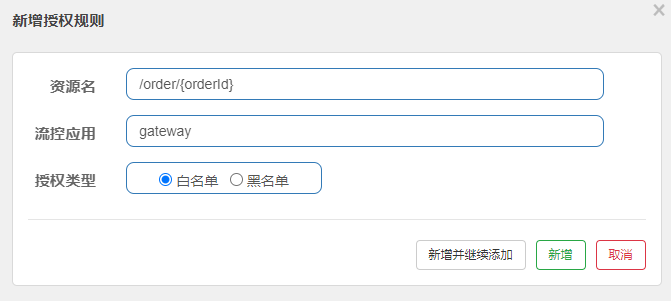 新增授权规则
×
资源名 /order/{orderId}
流控应用 gateway
授权类型 白名单 黑名单
新增并继续添加 新增 取消